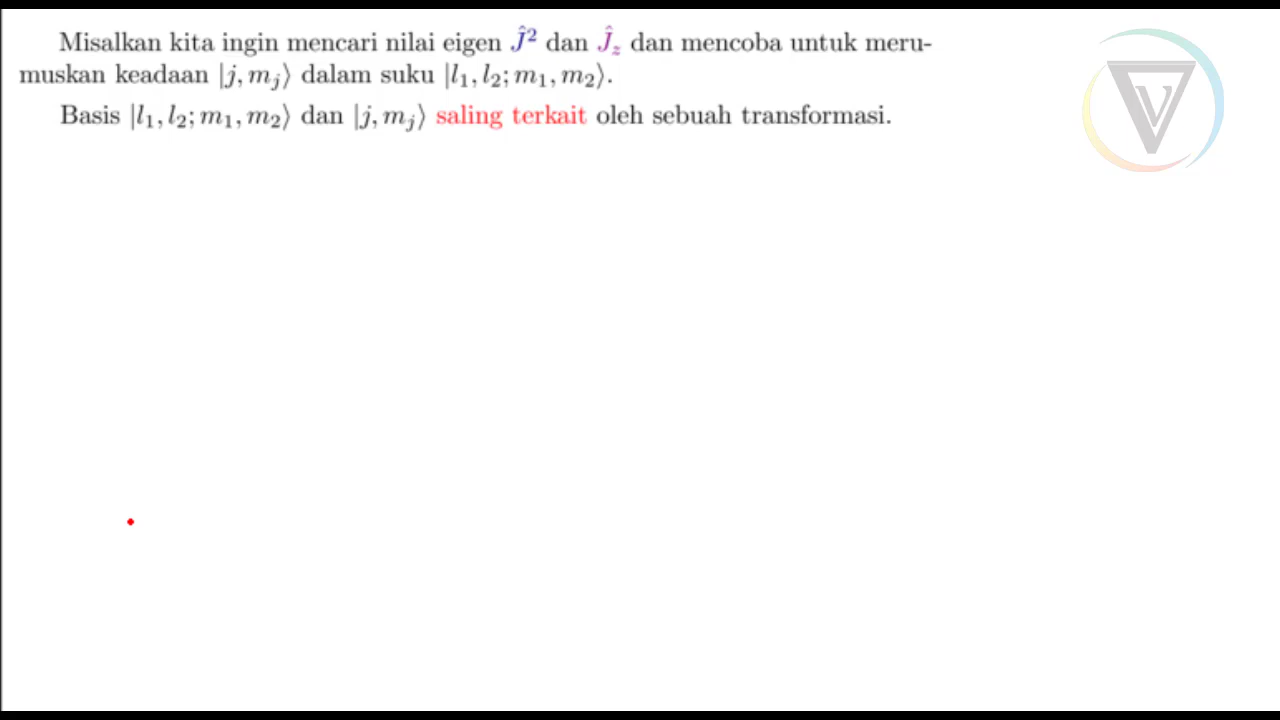 Misalkan kita ingin mencari nilai eigen Ĵ² dan Ĵ_z dan mencoba untuk meru-
muskan keadaan |j, m_j⟩ dalam suku |l₁, l₂; m₁, m₂⟩.
Basis |l₁, l₂; m₁, m₂⟩ dan |j, m_j⟩ saling terkait oleh sebuah transformasi.